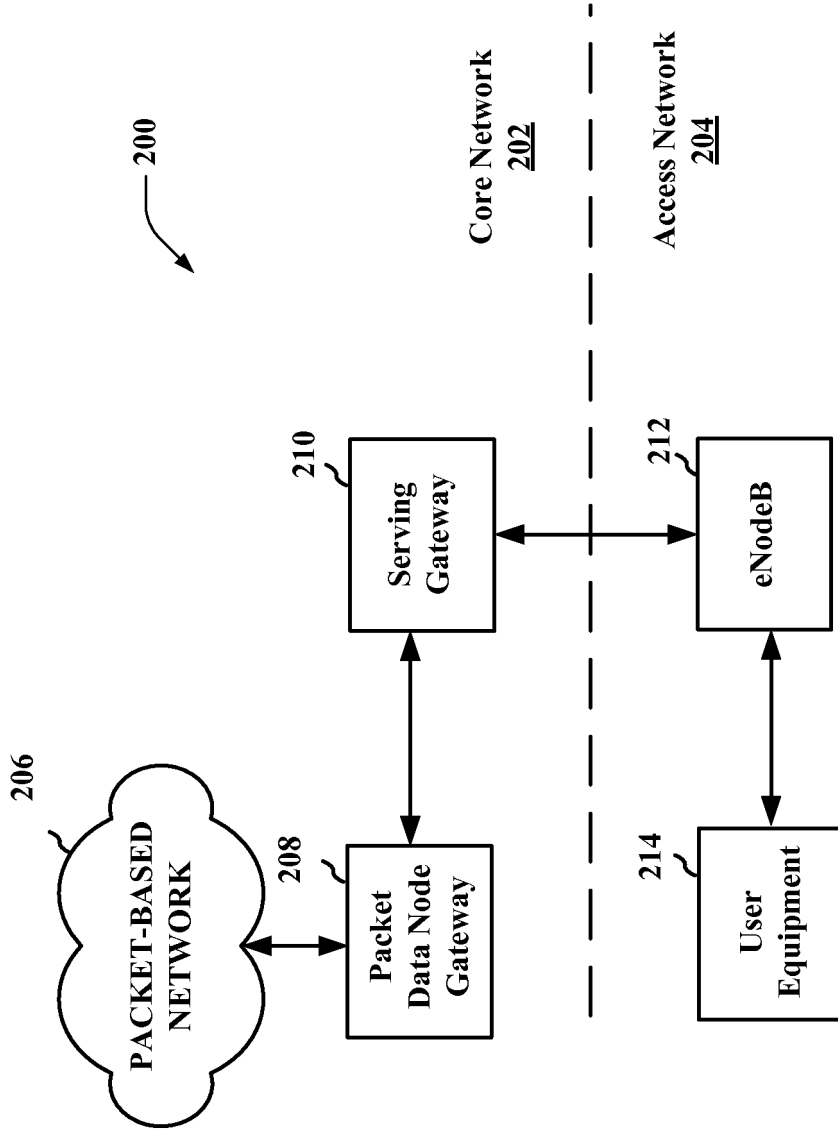 200
206
PACKET-BASED
NETWORK
208
Packet
Data Node
Gateway
210
Serving
Gateway
Core Network
202
Access Network
204
214
User
Equipment
212
eNodeB